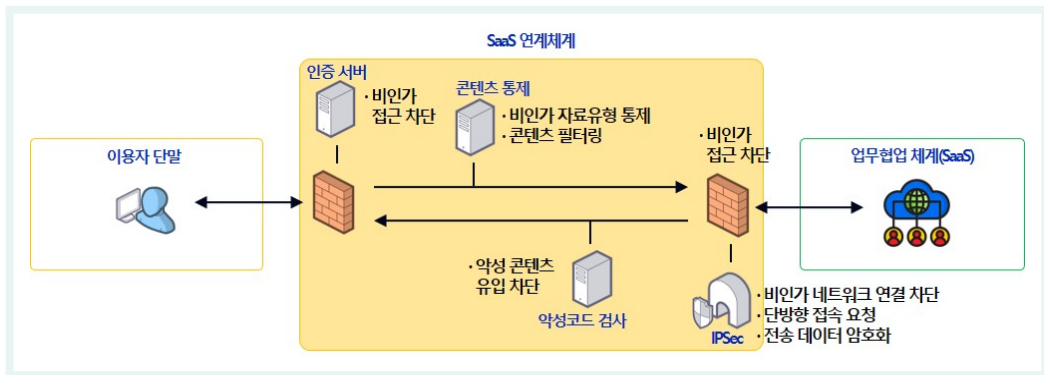 SaaS 연계체계
인증 서버
· 비인가
접근 차단
콘텐츠 통제
· 비인가 자료유형 통제
· 콘텐츠 필터링
· 비인가
접근 차단
이용자 단말
업무협업 체계(SaaS)
· 악성 콘텐츠
유입 차단
악성코드 검사
IPSec
· 비인가 네트워크 연결 차단
· 단방향 접속 요청
· 전송 데이터 암호화